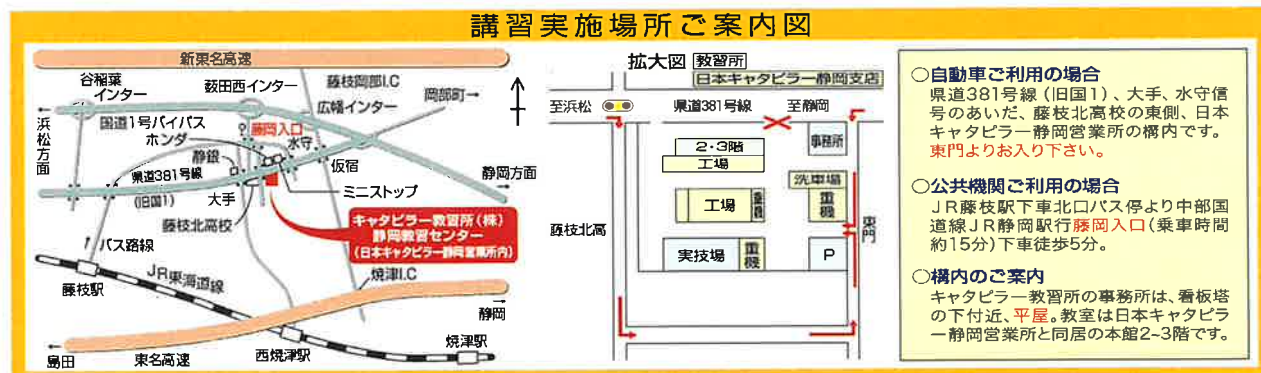 講習実施場所ご案内図
新東名高速
谷稲葉
インター
薮田西インター
藤枝岡部I.C
広幡インター
岡部町→
←
浜松方面
国道1号バイパス
藤岡入口
ホンダ
水守
静銀
仮宿
県道381号線
(旧国1)
大手
ミニストップ
静岡方面
→
藤枝北高校
キャタピラー教習所(株)
静岡教習センター
(日本キャタピラー静岡営業所内)
↑バス路線
JR東海道線
藤枝駅
焼津I.C
→
静岡
←
島田
東名高速
西焼津駅
焼津駅
拡大図
教習所
日本キャタピラー静岡支店
至浜松
県道381号線
至静岡
2・3階
工場
事務所
洗車場
工場
重機
重機
藤枝北高
東門
実技場
重機
P
○自動車ご利用の場合
県道381号線(旧国1)、大手、水守信
号のあいだ、藤枝北高校の東側、日本
キャタピラー静岡営業所の構内です。
東門よりお入り下さい。
○公共機関ご利用の場合
JR藤枝駅下車北口バス停より中部国
道線JR静岡駅行藤岡入口(乗車時間
約15分)下車徒歩5分。
○構内のご案内
キャタピラー教習所の事務所は、看板塔
の下付近、平屋。教室は日本キャタピラ
ー静岡営業所と同居の本館2~3階です。